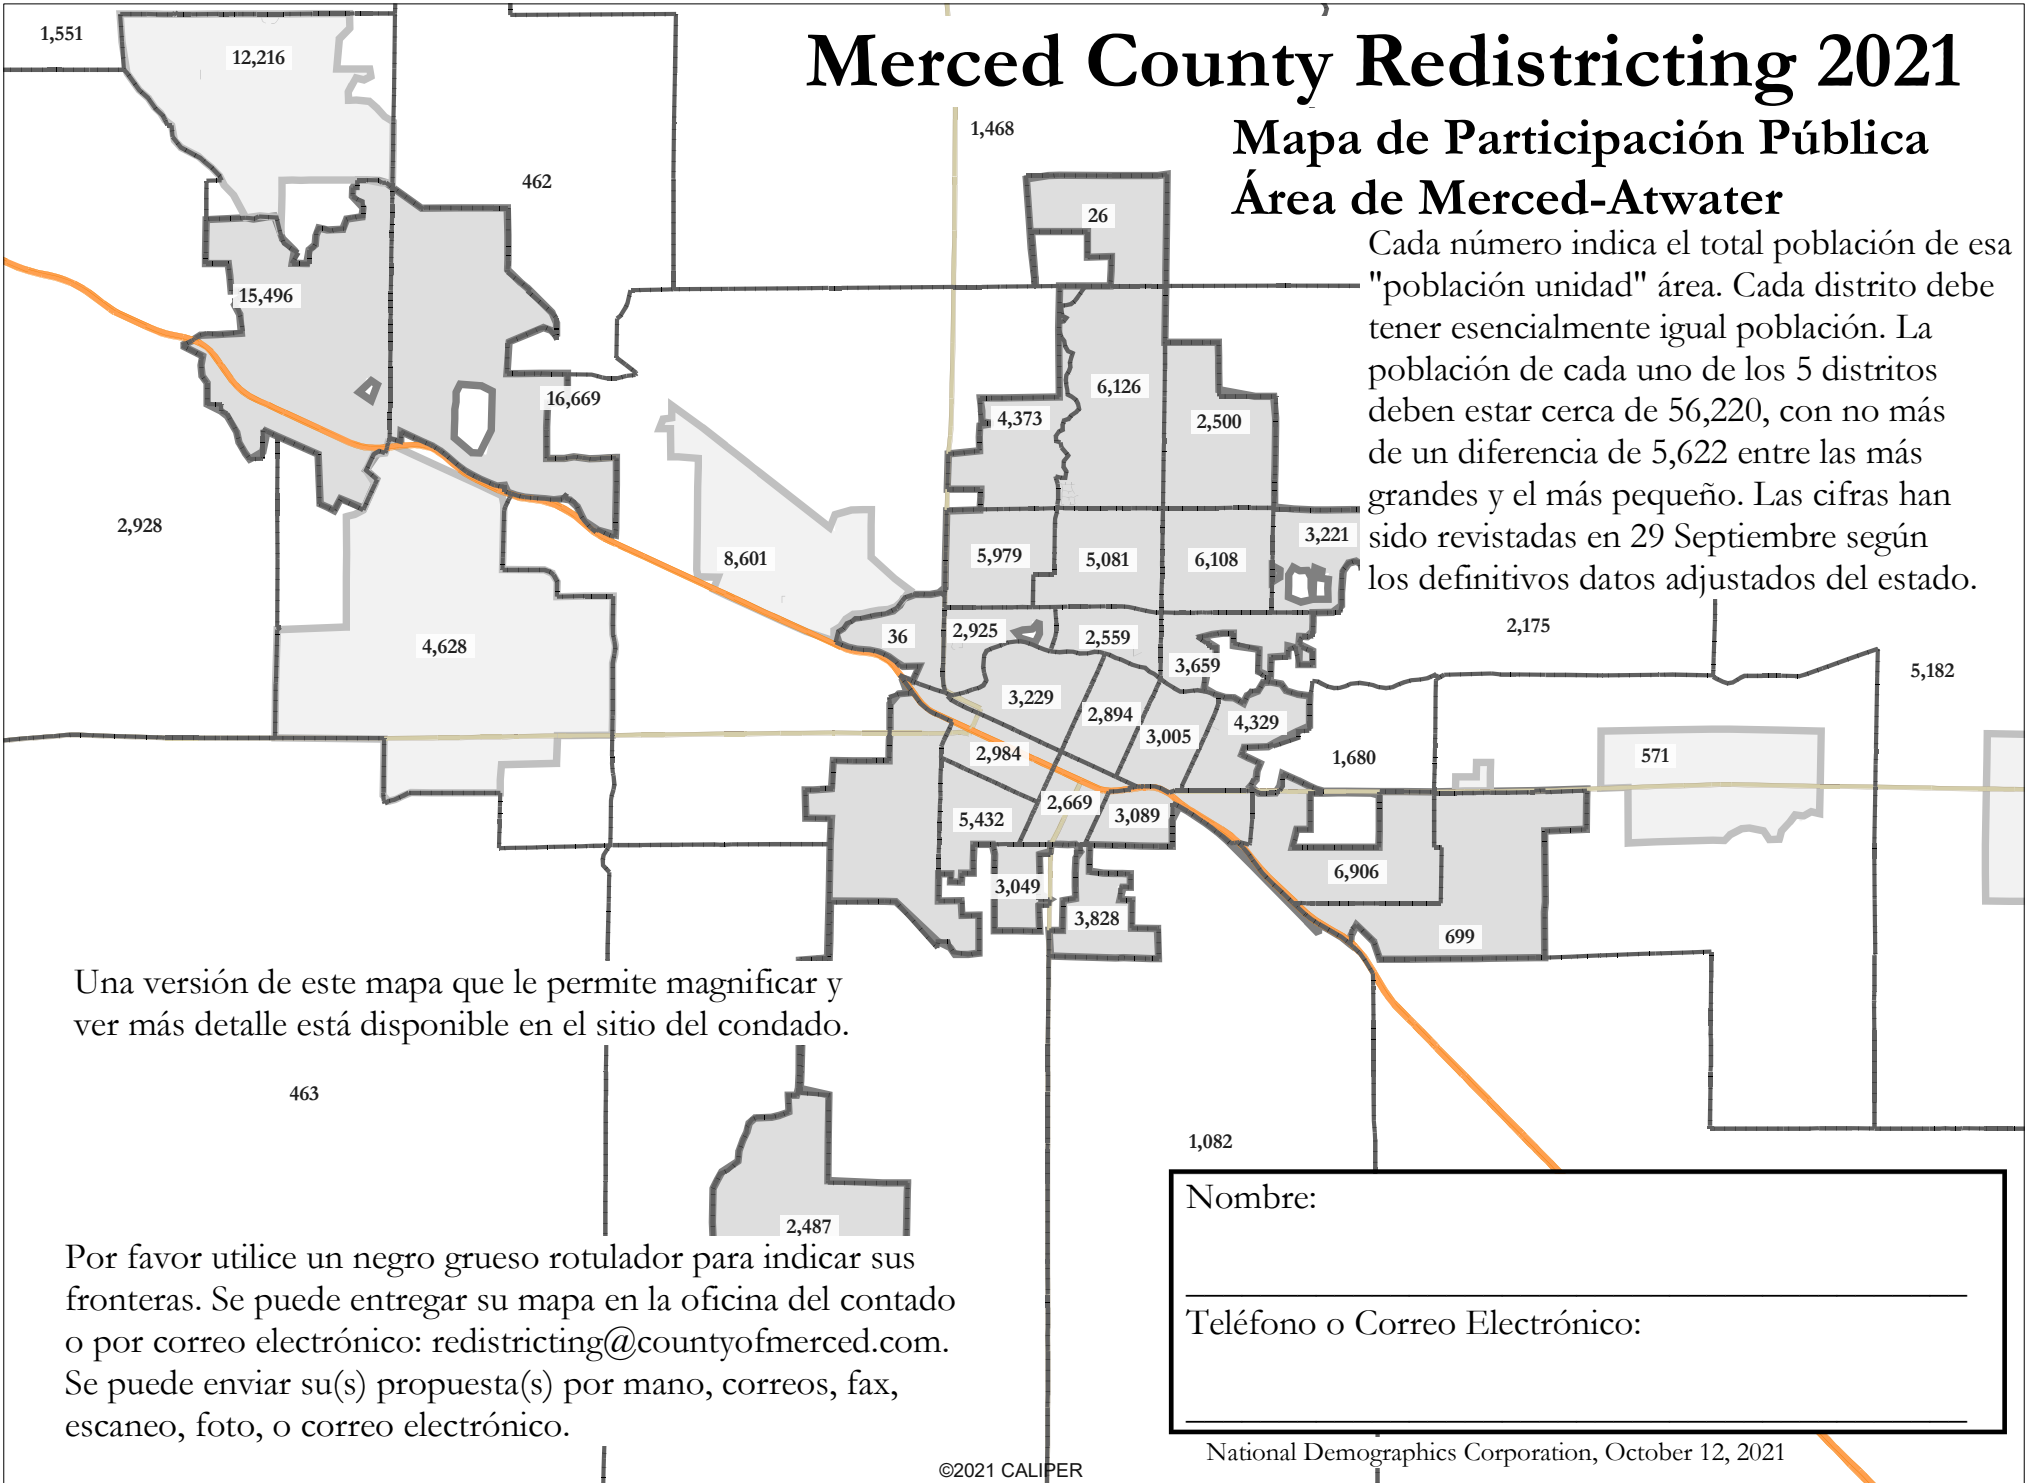 Merced County Redistricting 2021
Mapa de Participación Pública
Área de Merced-Atwater
Cada número indica el total población de esa
"población unidad" área. Cada distrito debe
tener esencialmente igual población. La
población de cada uno de los 5 distritos
deben estar cerca de 56,220, con no más
de un diferencia de 5,622 entre las más
grandes y el más pequeño. Las cifras han
sido revistadas en 29 Septiembre según
los definitivos datos adjustados del estado.
1,551
12,216
1,468
462
26
15,496
6,126
16,669
4,373
2,500
2,928
3,221
8,601
5,979
5,081
6,108
2,175
36
2,925
2,559
4,628
3,659
5,182
3,229
2,894
4,329
3,005
2,984
1,680
571
2,669
5,432
3,089
6,906
3,049
3,828
699
Una versión de este mapa que le permite magnificar y
ver más detalle está disponible en el sitio del condado.
463
1,082
2,487
Por favor utilice un negro grueso rotulador para indicar sus
fronteras. Se puede entregar su mapa en la oficina del contado
o por correo electrónico: redistricting@countyofmerced.com.
Se puede enviar su(s) propuesta(s) por mano, correos, fax,
escaneo, foto, o correo electrónico.
Nombre:
Teléfono o Correo Electrónico:
National Demographics Corporation, October 12, 2021
©2021 CALIPER